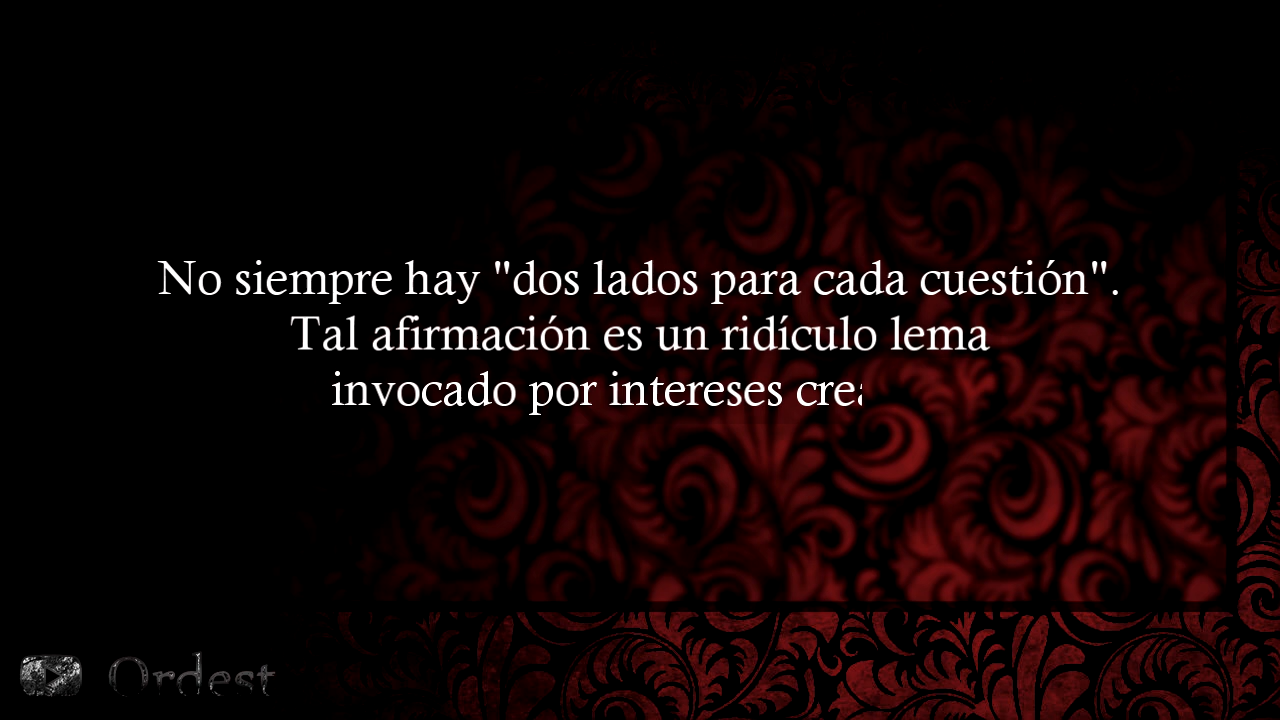 No siempre hay "dos lados para cada cuestión".
Tal afirmación es un ridículo lema
invocado por intereses
Ordest